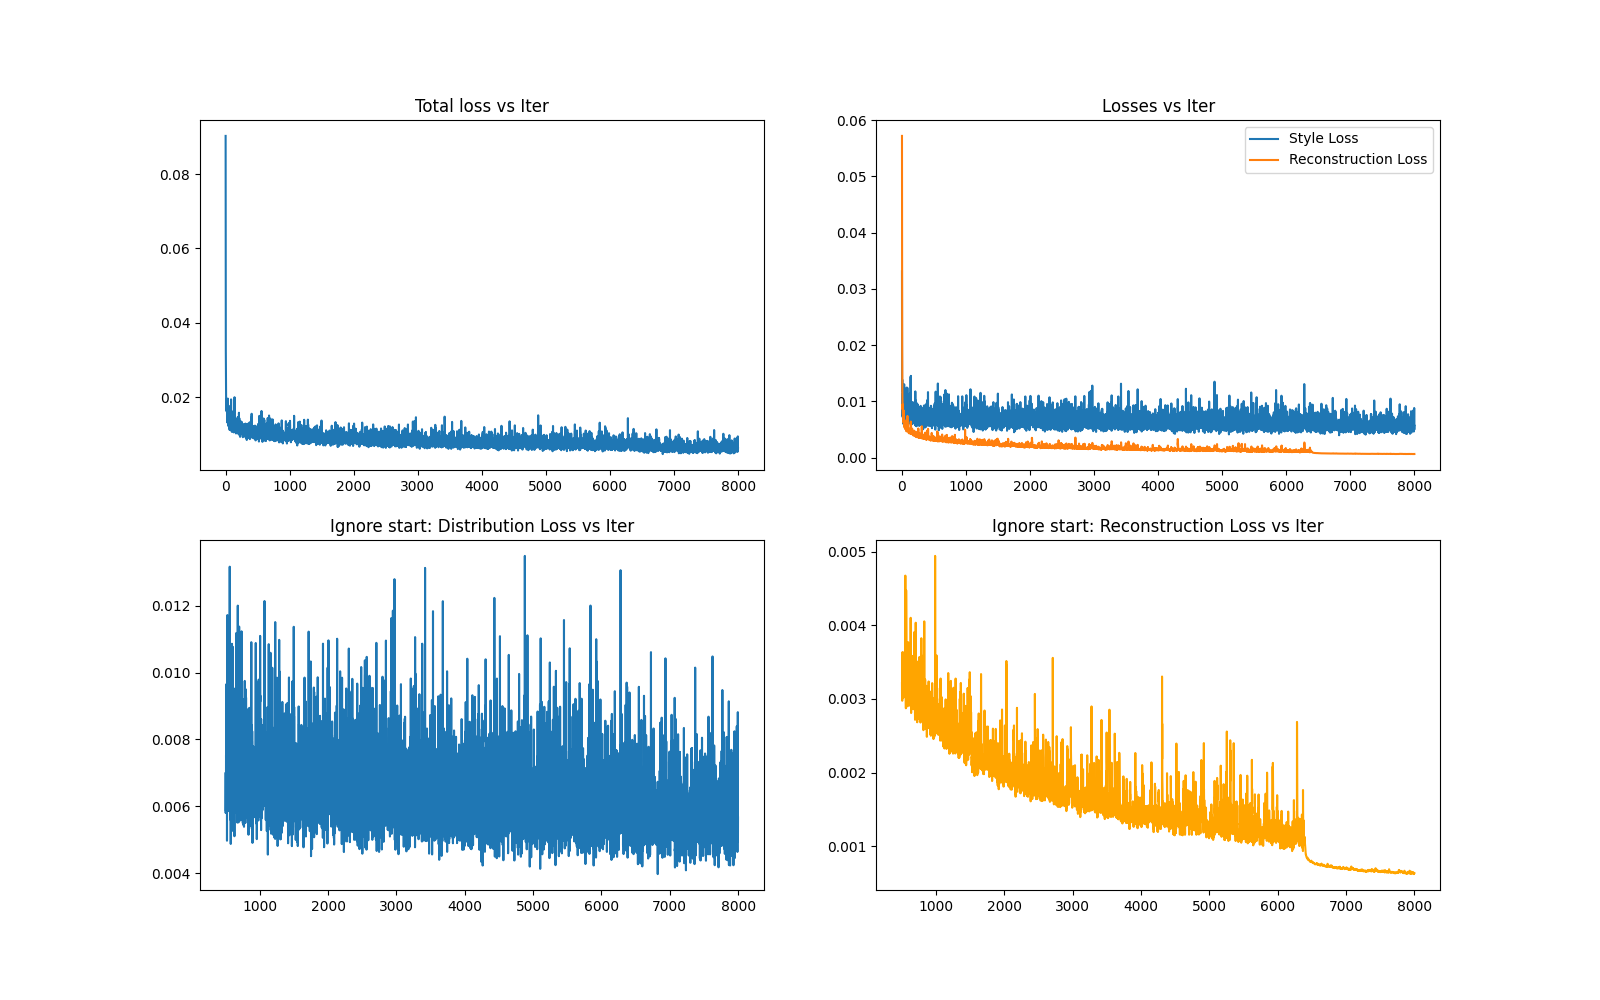 Total loss vs Iter
0.08
0.06
0.04
0.02
0 1000 2000 3000 4000 5000 6000 7000 8000
Losses vs Iter
0.06
0.05
0.04
0.03
0.02
0.01
0.00
Style Loss
Reconstruction Loss
0 1000 2000 3000 4000 5000 6000 7000 8000
Ignore start: Distribution Loss vs Iter
0.012
0.010
0.008
0.006
0.004
1000 2000 3000 4000 5000 6000 7000 8000
Ignore start: Reconstruction Loss vs Iter
0.005
0.004
0.003
0.002
0.001
1000 2000 3000 4000 5000 6000 7000 8000